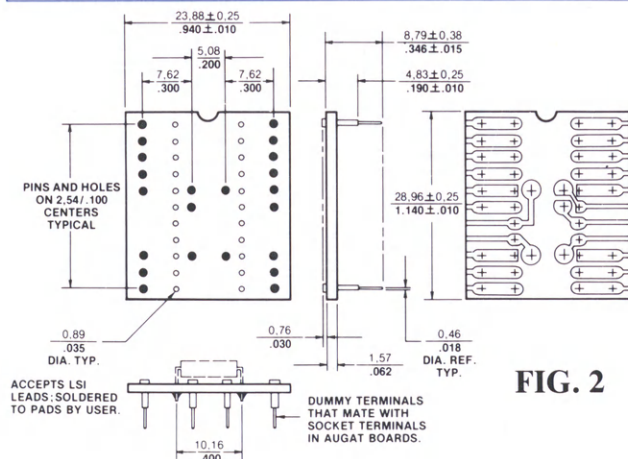 23,88±0,25
.940±.010
5,08
.200
7,62
.300
7,62
.300
8,79±0,38
.346±.015
4,83±0,25
.190±.010
PINS AND HOLES
ON 2,54/.100
CENTERS
TYPICAL
28,96±0,25
1.140±.010
0,89
.035
DIA. TYP.
0,76
.030
1,57
.062
0,46
.018
DIA. REF.
TYP.
ACCEPTS LSI
LEADS; SOLDERED
TO PADS BY USER.
10,16
.400
DUMMY TERMINALS
THAT MATE WITH
SOCKET TERMINALS
IN AUGAT BOARDS.
FIG. 2